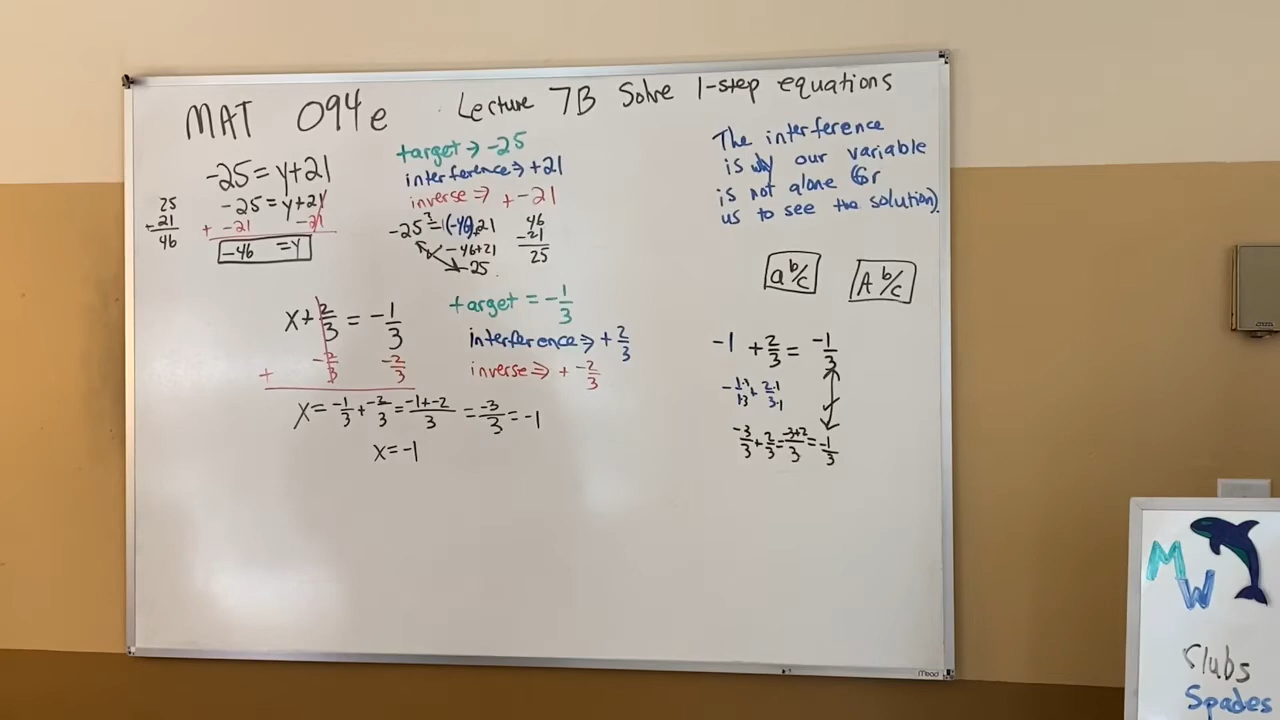 MAT 094e Lecture 7B Solve 1-step equations
-25 = y+21
-25 = y+21
+ -21 -21
-46 = y
25
+21
46
target → -25
interference ⇒ +21
inverse ⇒ + -21
-25 ?= (-46)+21
-46+21
-25
46
-21
25
The interference
is why our variable
is not alone (for
us to see the solution).
a b/c A b/c
x + 2/3 = -1/3
+ -2/3 -2/3
x = -1/3 + -2/3 = -1+-2/3 = -3/3 = -1
x = -1
target = -1/3
interference ⇒ + 2/3
inverse ⇒ + -2/3
-1 + 2/3 = -1/3
-3/3 + 2/3 = -3+2/3 = -1/3
Mead
MW
Clubs
Spades